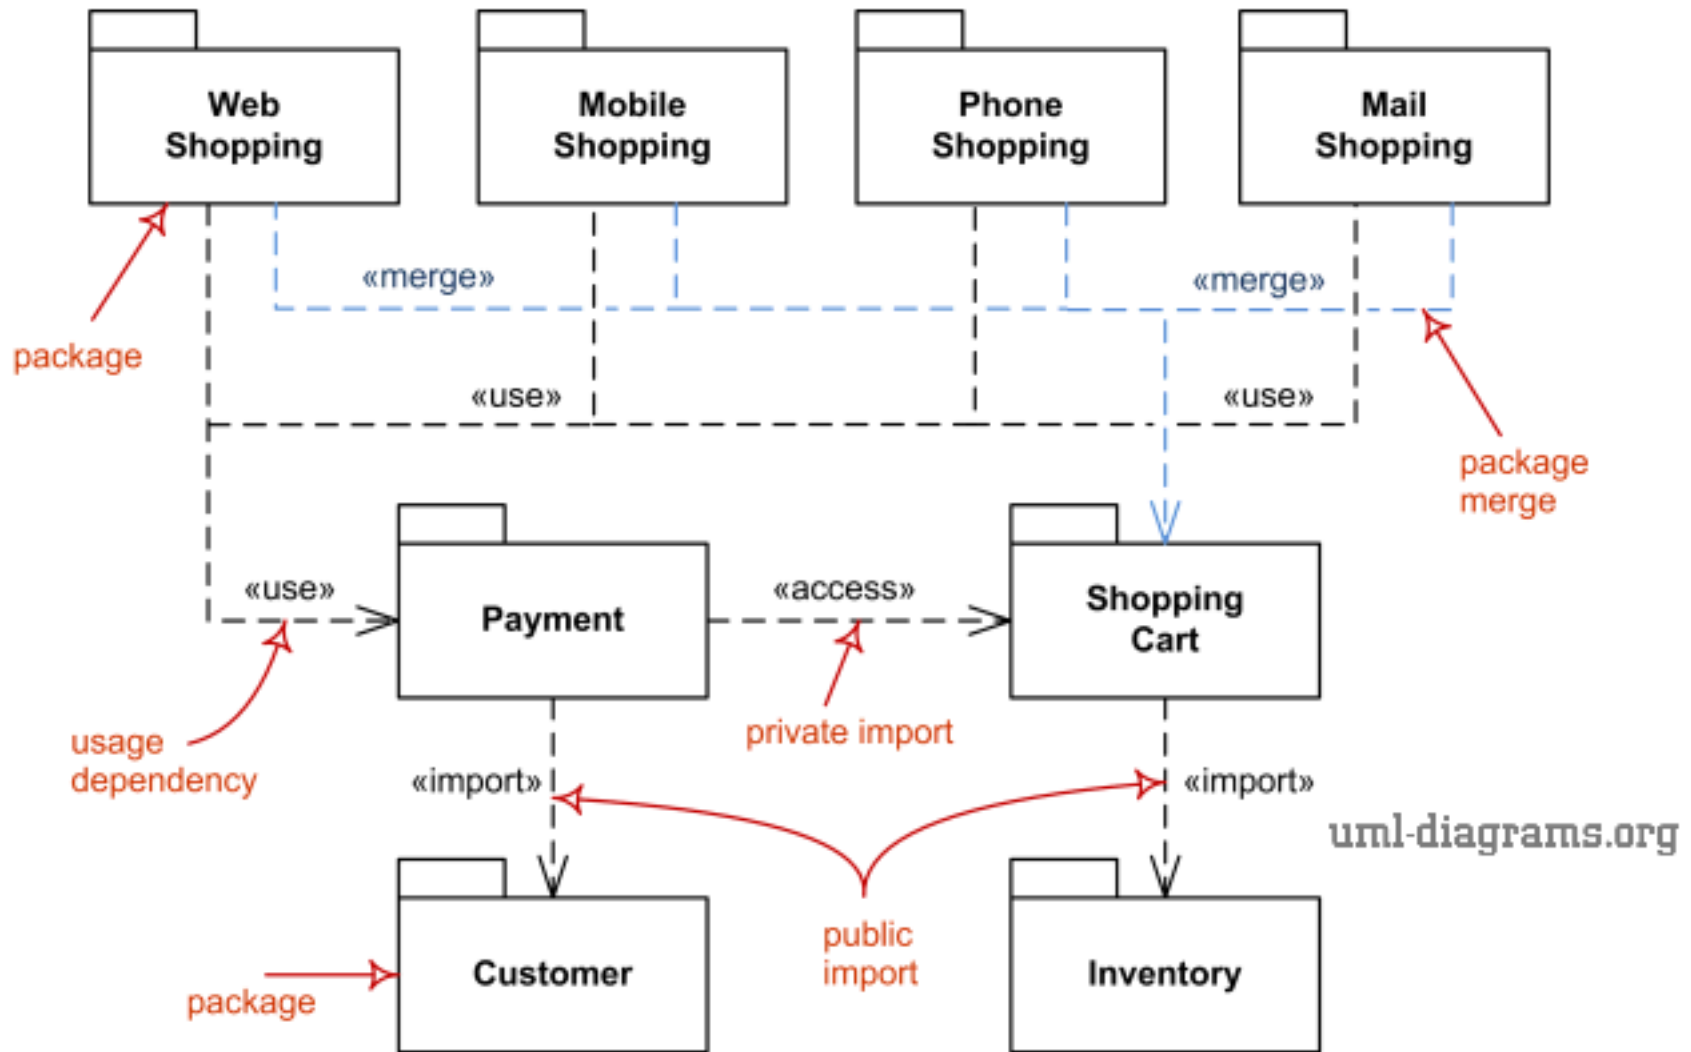 Web
Shopping
Mobile
Shopping
Phone
Shopping
Mail
Shopping
«merge»
«merge»
package
«use»
«use»
package
merge
«use»
Payment
«access»
Shopping
Cart
usage
dependency
private import
«import»
«import»
uml-diagrams.org
public
import
Customer
Inventory
package